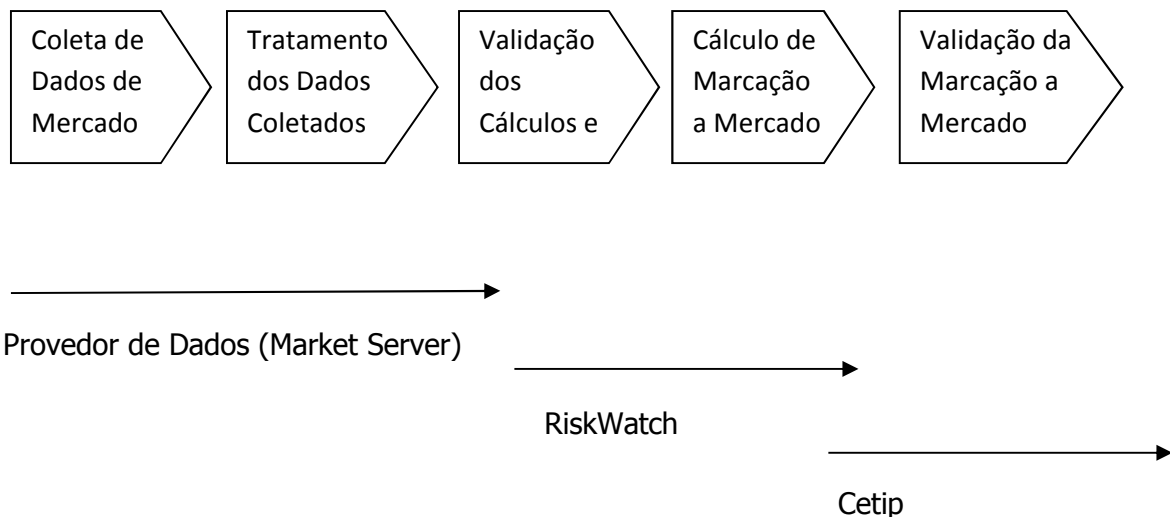 Coleta de
Dados de
Mercado
Tratamento
dos Dados
Coletados
Validação
dos
Cálculos e
Cálculo de
Marcação
a Mercado
Validação da
Marcação a
Mercado
Provedor de Dados (Market Server)
RiskWatch
Cetip